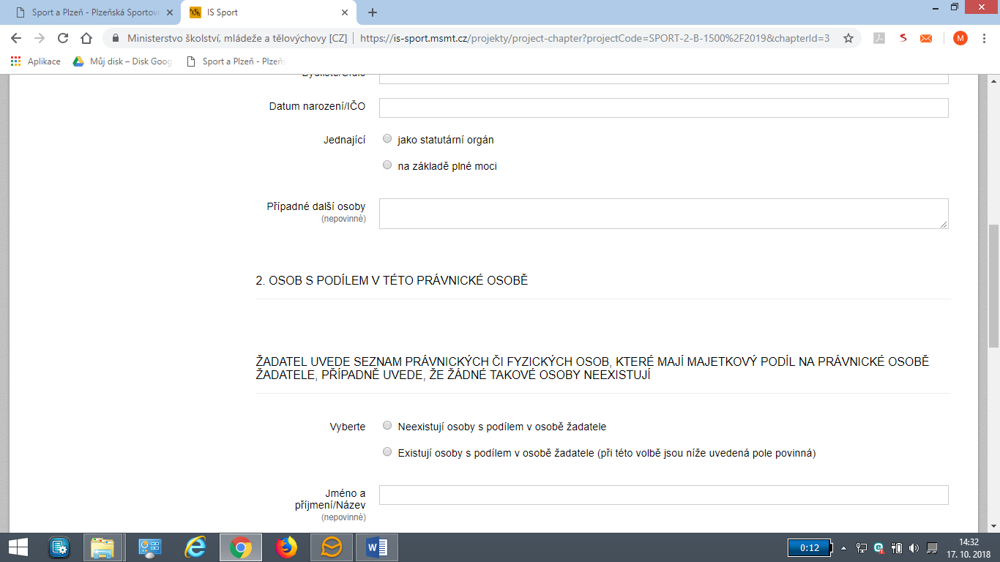 Sport a Plzeň - Plzeňská Sportov
IS Sport
Ministerstvo školství, mládeže a tělovýchovy [CZ]
https://is-sport.msmt.cz/projekty/project-chapter?projectCode=SPORT-2-B-1500%2F2019&chapterId=3
M
Aplikace
Můj disk – Disk Goog
Sport a Plzeň - Plzeň
Datum narození/IČO
Jednající
jako statutární orgán
na základě plné moci
Případné další osoby
(nepovinné)
2. OSOB S PODÍLEM V TÉTO PRÁVNICKÉ OSOBĚ
ŽADATEL UVEDE SEZNAM PRÁVNICKÝCH ČI FYZICKÝCH OSOB, KTERÉ MAJÍ MAJETKOVÝ PODÍL NA PRÁVNICKÉ OSOBĚ
ŽADATELE, PŘÍPADNĚ UVEDE, ŽE ŽÁDNÉ TAKOVÉ OSOBY NEEXISTUJÍ
Vyberte
Neexistují osoby s podílem v osobě žadatele
Existují osoby s podílem v osobě žadatele (při této volbě jsou níže uvedená pole povinná)
Jméno a
příjmení/Název
(nepovinné)
0:12
14:32
17. 10. 2018